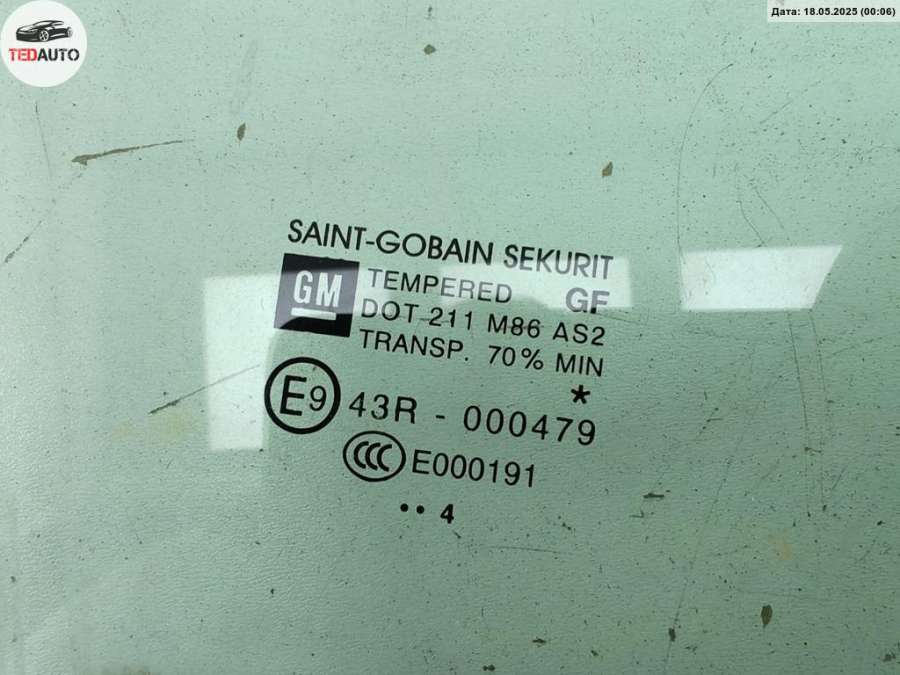 Дата: 18.05.2025 (00:06)
TEDAUTO
SAINT-GOBAIN SEKURIT
GM
TEMPERED GF
DOT 211 M86 AS2
TRANSP. 70% MIN
*
E9 43R - 000479
CCC E000191
•• 4